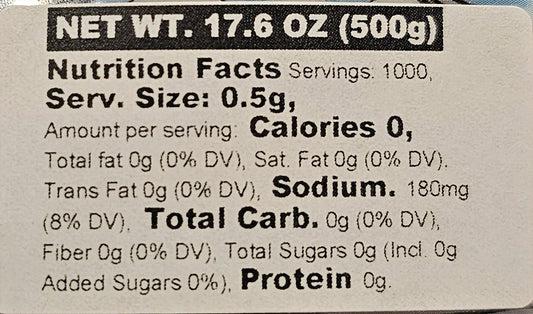 NET WT. 17.6 OZ (500g)
Nutrition Facts Servings: 1000,
Serv. Size: 0.5g,
Amount per serving: Calories 0,
Total fat 0g (0% DV), Sat. Fat 0g (0% DV),
Trans Fat 0g (0% DV), Sodium. 180mg
(8% DV), Total Carb. 0g (0% DV),
Fiber 0g (0% DV), Total Sugars 0g (Incl. 0g
Added Sugars 0%), Protein 0g.